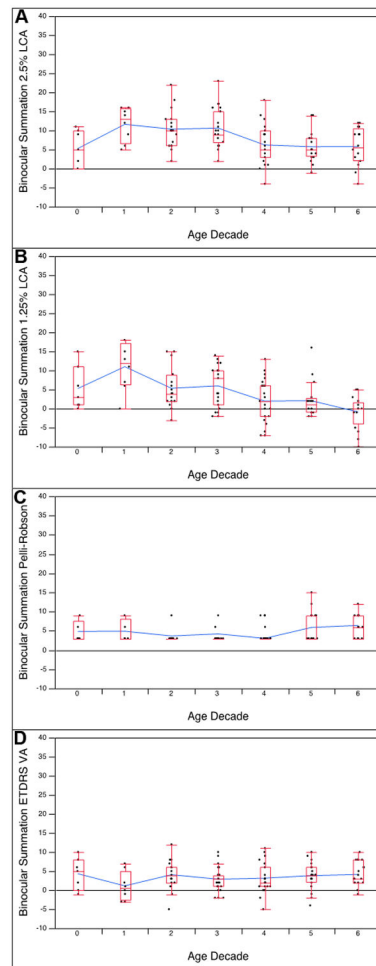 A
Binocular Summation 2.5% LCA
40
35
30
25
20
15
10
5
0
-5
-10
0 1 2 3 4 5 6
Age Decade
B
Binocular Summation 1.25% LCA
40
35
30
25
20
15
10
5
0
-5
-10
0 1 2 3 4 5 6
Age Decade
C
Binocular Summation Pelli-Robson
40
35
30
25
20
15
10
5
0
-5
-10
0 1 2 3 4 5 6
Age Decade
D
Binocular Summation ETDRS VA
40
35
30
25
20
15
10
5
0
-5
-10
0 1 2 3 4 5 6
Age Decade